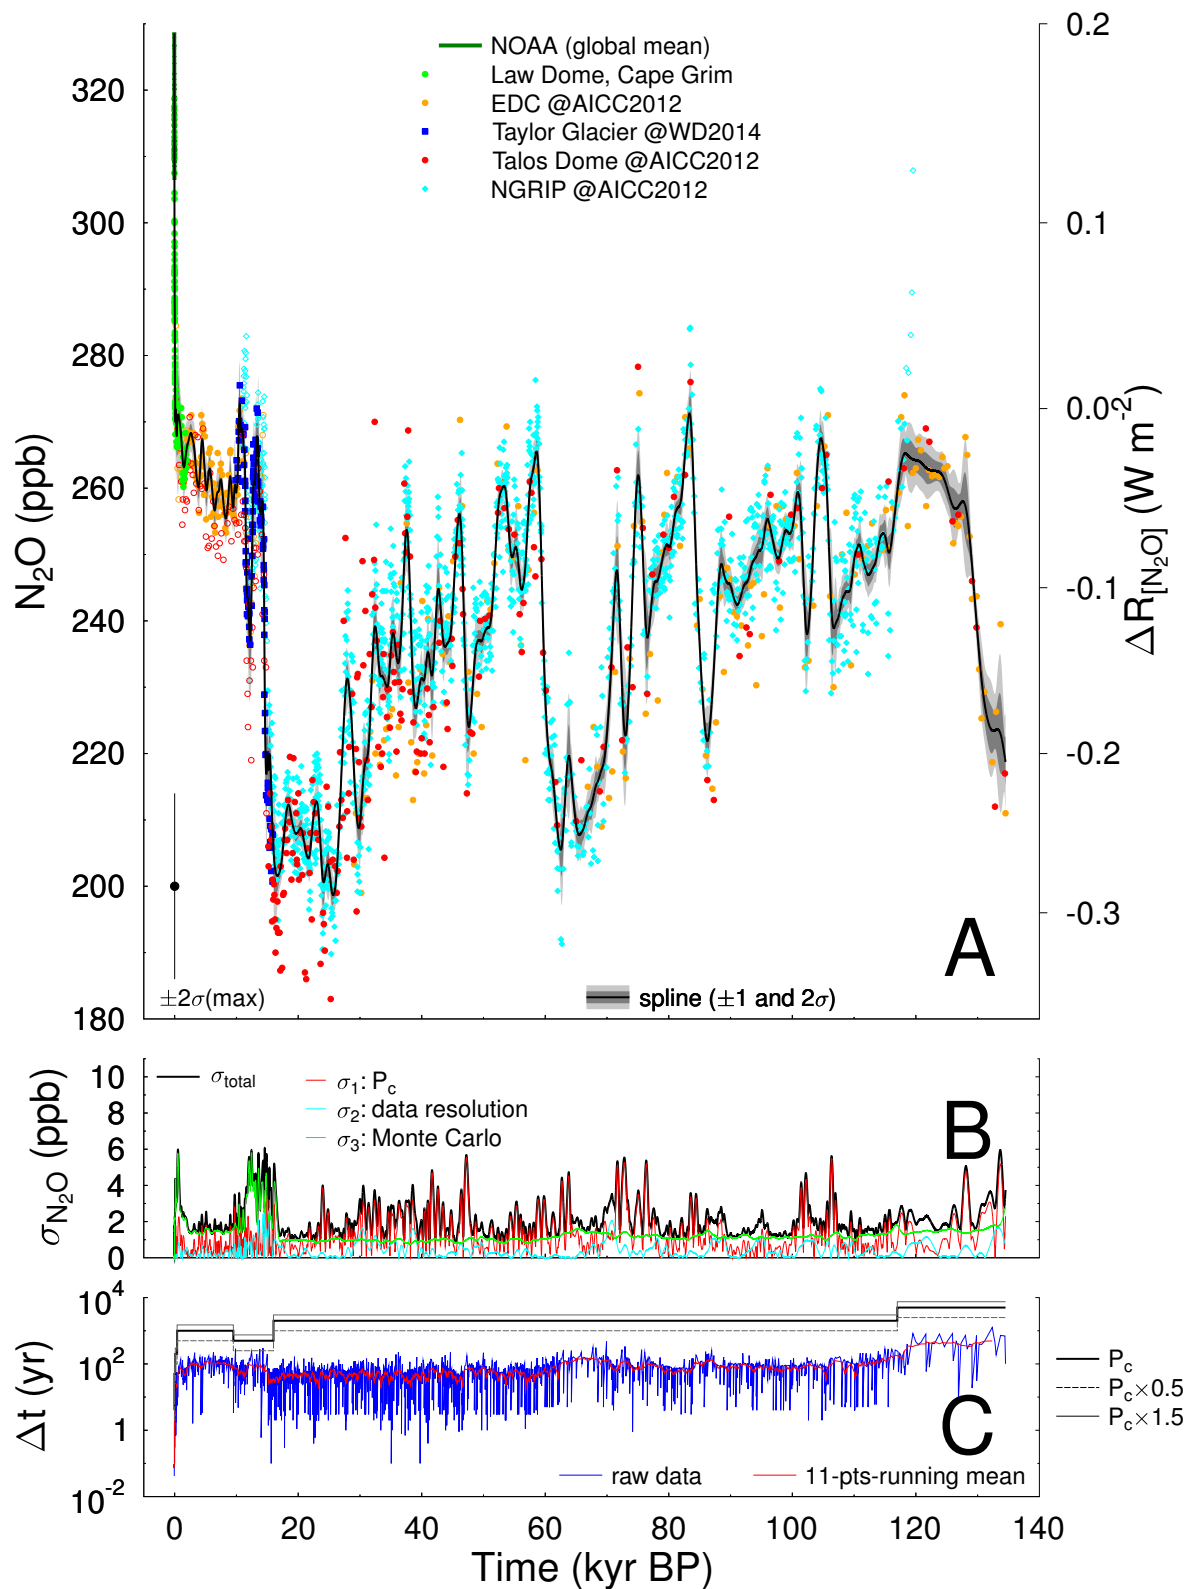 NOAA (global mean)
Law Dome, Cape Grim
EDC @AICC2012
Taylor Glacier @WD2014
Talos Dome @AICC2012
NGRIP @AICC2012
320
300
280
260
240
220
200
180
N₂O (ppb)
0.2
0.1
0.0
-0.1
-0.2
-0.3
ΔR[N₂O] (W m⁻²)
A
±2σ(max)
spline (±1 and 2σ)
10
8
6
4
2
0
σN₂O (ppb)
σtotal
σ₁: Pc
σ₂: data resolution
σ₃: Monte Carlo
B
10⁴
10²
1
10⁻²
Δt (yr)
C
Pc
Pc×0.5
Pc×1.5
raw data
11-pts-running mean
0 20 40 60 80 100 120 140
Time (kyr BP)